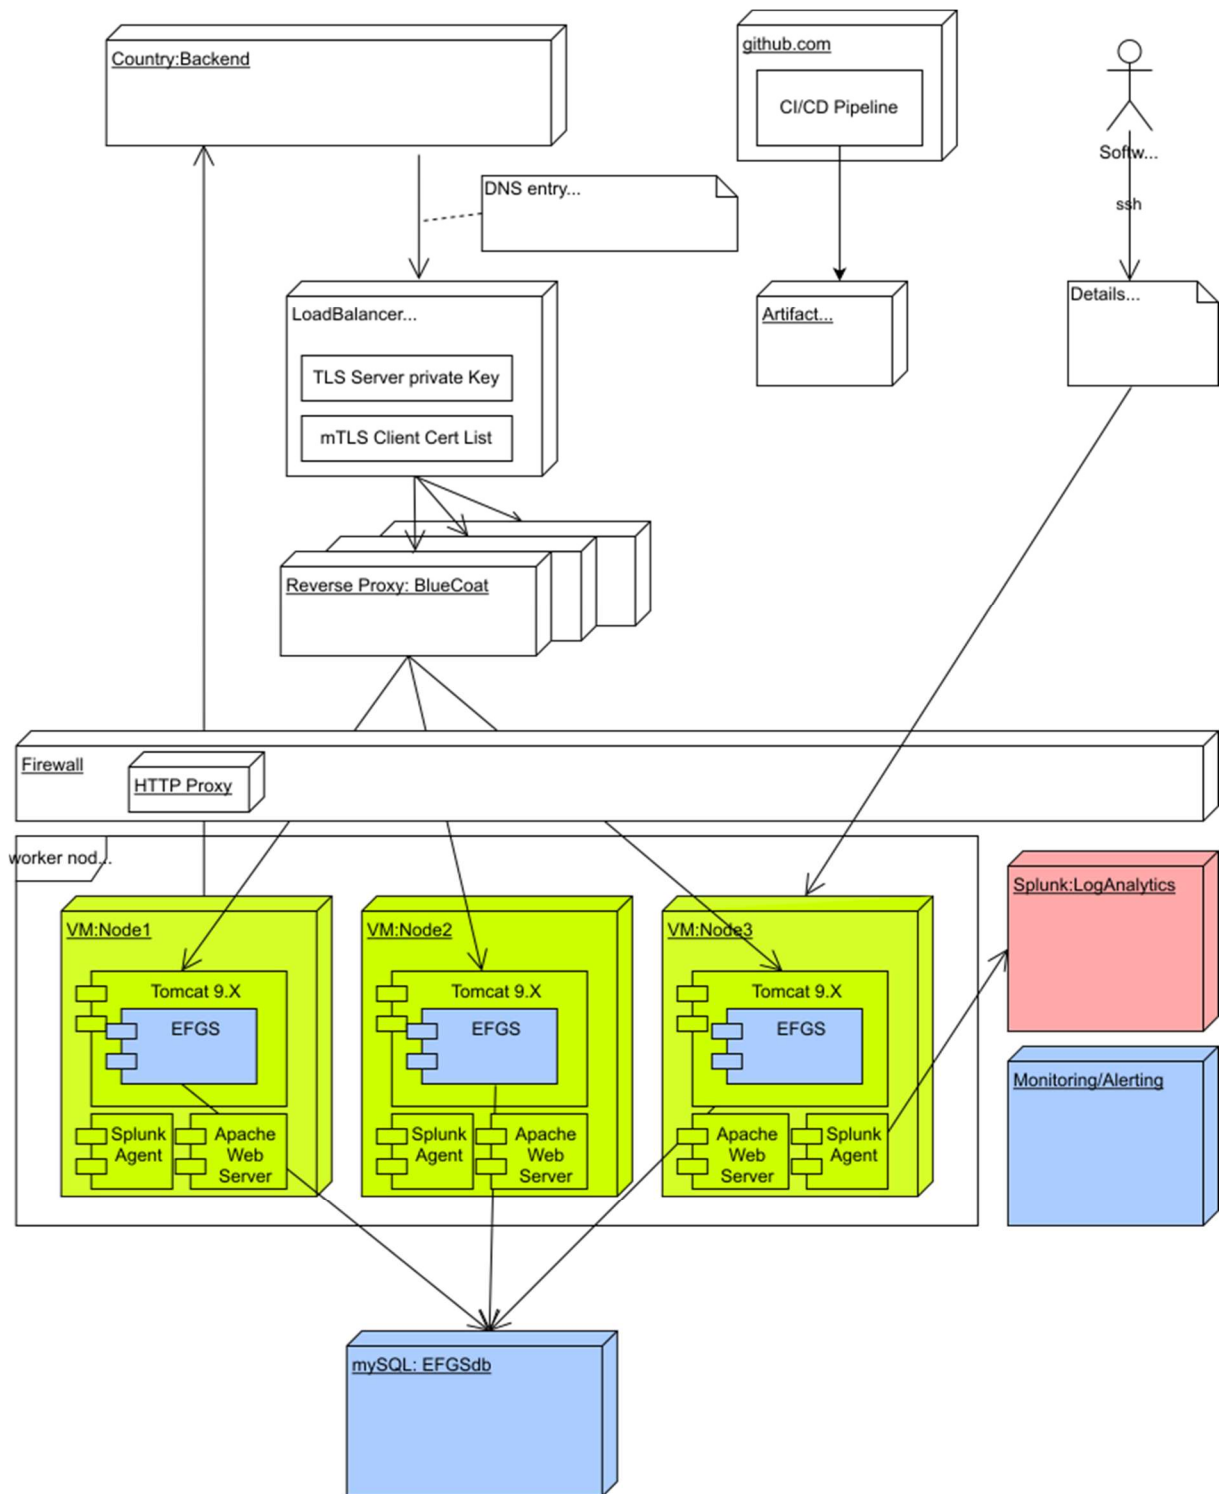 Country:Backend
github.com
CI/CD Pipeline
Softw...
ssh
DNS entry...
LoadBalancer...
TLS Server private Key
mTLS Client Cert List
Artifact...
Details...
Reverse Proxy: BlueCoat
Firewall
HTTP Proxy
worker nod...
VM:Node1
Tomcat 9.X
EFGS
Splunk
Agent
Apache
Web
Server
VM:Node2
Tomcat 9.X
EFGS
Splunk
Agent
Apache
Web
Server
VM:Node3
Tomcat 9.X
EFGS
Apache
Web
Server
Splunk
Agent
Splunk:LogAnalytics
Monitoring/Alerting
mySQL: EFGSdb